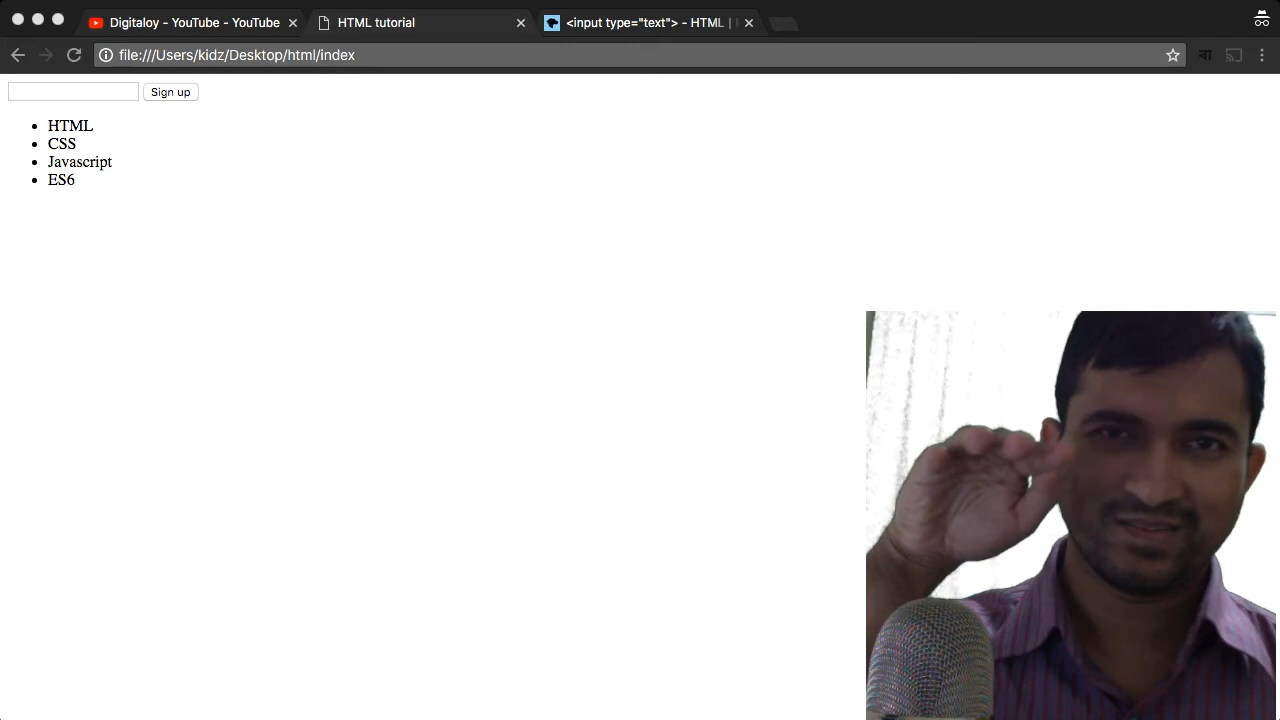 Digitaloy - YouTube - YouTube
HTML tutorial
<input type="text"> - HTML |
file:///Users/kidz/Desktop/html/index
বা
Sign up
HTML
CSS
Javascript
ES6